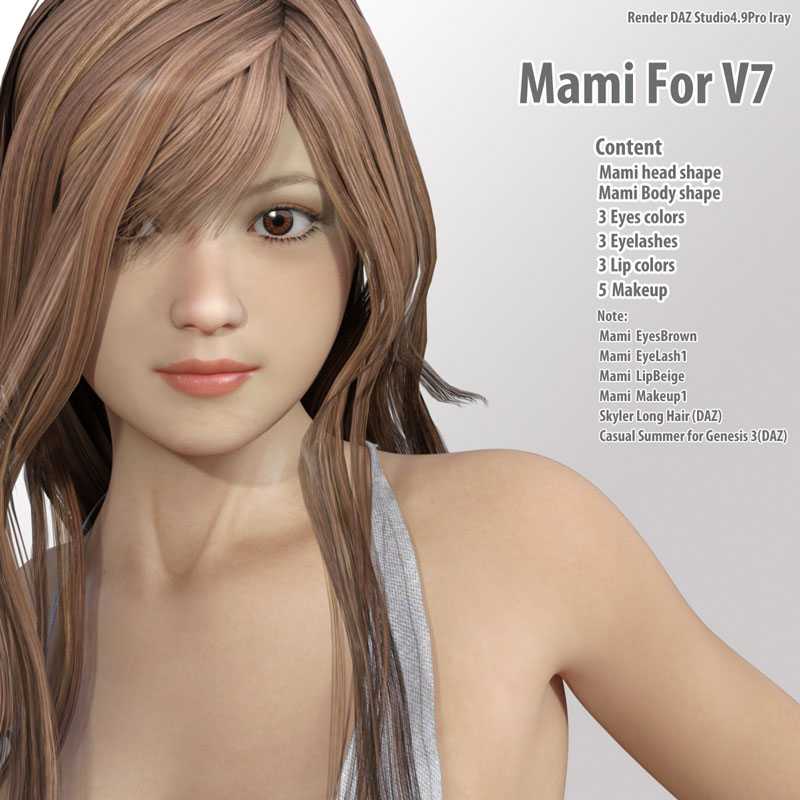 Render DAZ Studio4.9Pro Iray
Mami For V7
Content
Mami head shape
Mami Body shape
3 Eyes colors
3 Eyelashes
3 Lip colors
5 Makeup
Note:
Mami EyesBrown
Mami EyeLash1
Mami LipBeige
Mami Makeup1
Skyler Long Hair (DAZ)
Casual Summer for Genesis 3(DAZ)